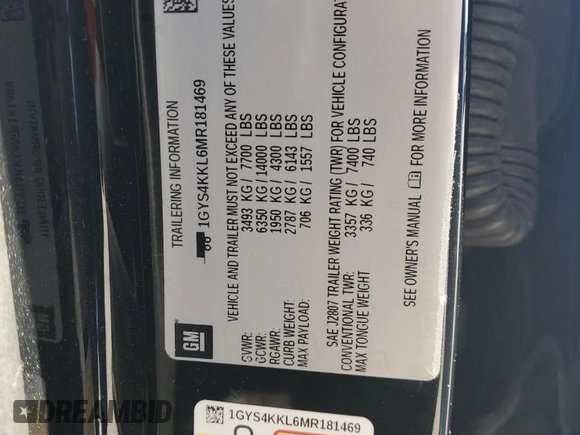 TRAILERING INFORMATION
1GYS4KKL6MR181469
VEHICLE AND TRAILER MUST NOT EXCEED ANY OF THESE VALUES
GM
GVWR: 3493 KG / 7700 LBS
GCWR: 6350 KG / 14000 LBS
RGAWR: 1950 KG / 4300 LBS
CURB WEIGHT: 2787 KG / 6143 LBS
MAX PAYLOAD: 706 KG / 1557 LBS
SAE J2807 TRAILER WEIGHT RATING (TWR) FOR VEHICLE CONFIGURAT
CONVENTIONAL TWR: 3357 KG / 7400 LBS
MAX TONGUE WEIGHT 336 KG / 740 LBS
SEE OWNER'S MANUAL FOR MORE INFORMATION
1GYS4KKL6MR181469
DREAMBID